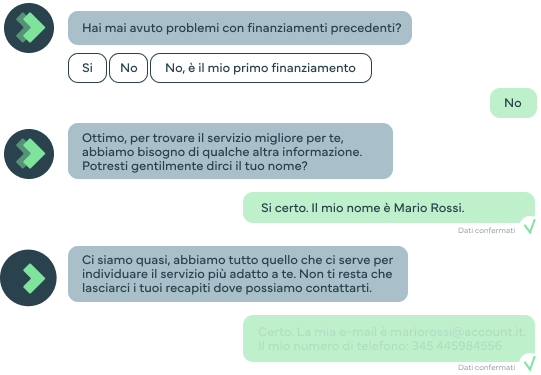 Hai mai avuto problemi con finanziamenti precedenti?
Si No No, è il mio primo finanziamento
No
Ottimo, per trovare il servizio migliore per te,
abbiamo bisogno di qualche altra informazione.
Potresti gentilmente dirci il tuo nome?
Si certo. Il mio nome è Mario Rossi.
Dati confermati
Ci siamo quasi, abbiamo tutto quello che ci serve per
individuare il servizio più adatto a te. Non ti resta che
lasciarci i tuoi recapiti dove possiamo contattarti.
Certo. La mia e-mail è mariorossi@account.it.
Il mio numero di telefono: 345 445984556
Dati confermati